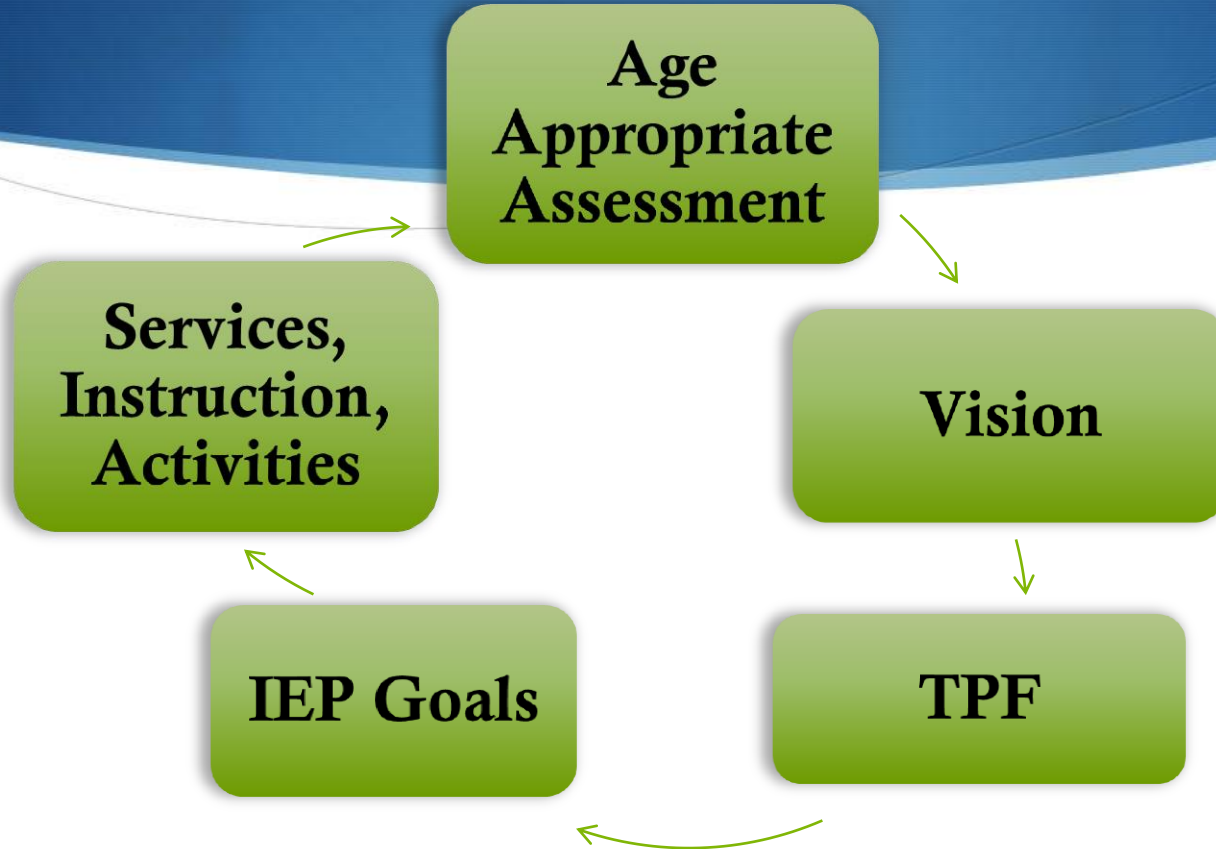 Age
Appropriate
Assessment
Services,
Instruction,
Activities
Vision
IEP Goals
TPF